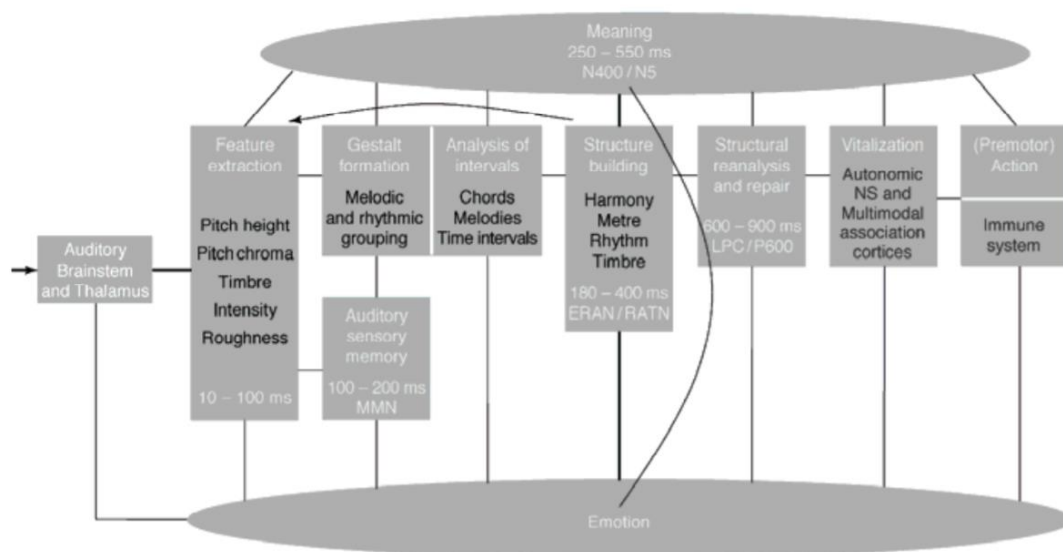 Meaning
250 – 550 ms
N400 / N5
Feature
extraction
Pitch height
Pitch chroma
Timbre
Intensity
Roughness
10 – 100 ms
Gestalt
formation
Melodic
and rhythmic
grouping
Analysis of
intervals
Chords
Melodies
Time intervals
Structure
building
Harmony
Metre
Rhythm
Timbre
180 – 400 ms
ERAN / RATN
Structural
reanalysis
and repair
600 – 900 ms
LPC / P600
Vitalization
Autonomic
NS and
Multimodal
association
cortices
(Premotor)
Action
Immune
system
Auditory
Brainstem
and Thalamus
Auditory
sensory
memory
100 – 200 ms
MMN
Emotion